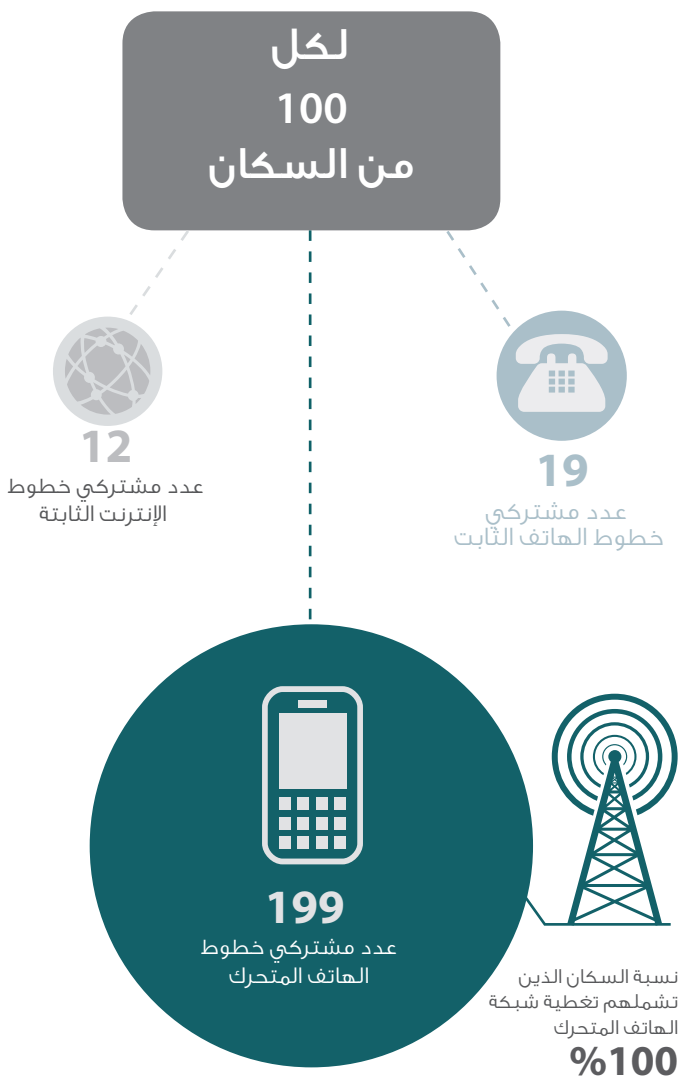 لكل
100
من السكان
19
عدد مشتركي
خطوط الهاتف الثابت
12
عدد مشتركي خطوط
الإنترنت الثابتة
199
عدد مشتركي خطوط
الهاتف المتحرك
نسبة السكان الذين
تشملهم تغطية شبكة
الهاتف المتحرك
%100